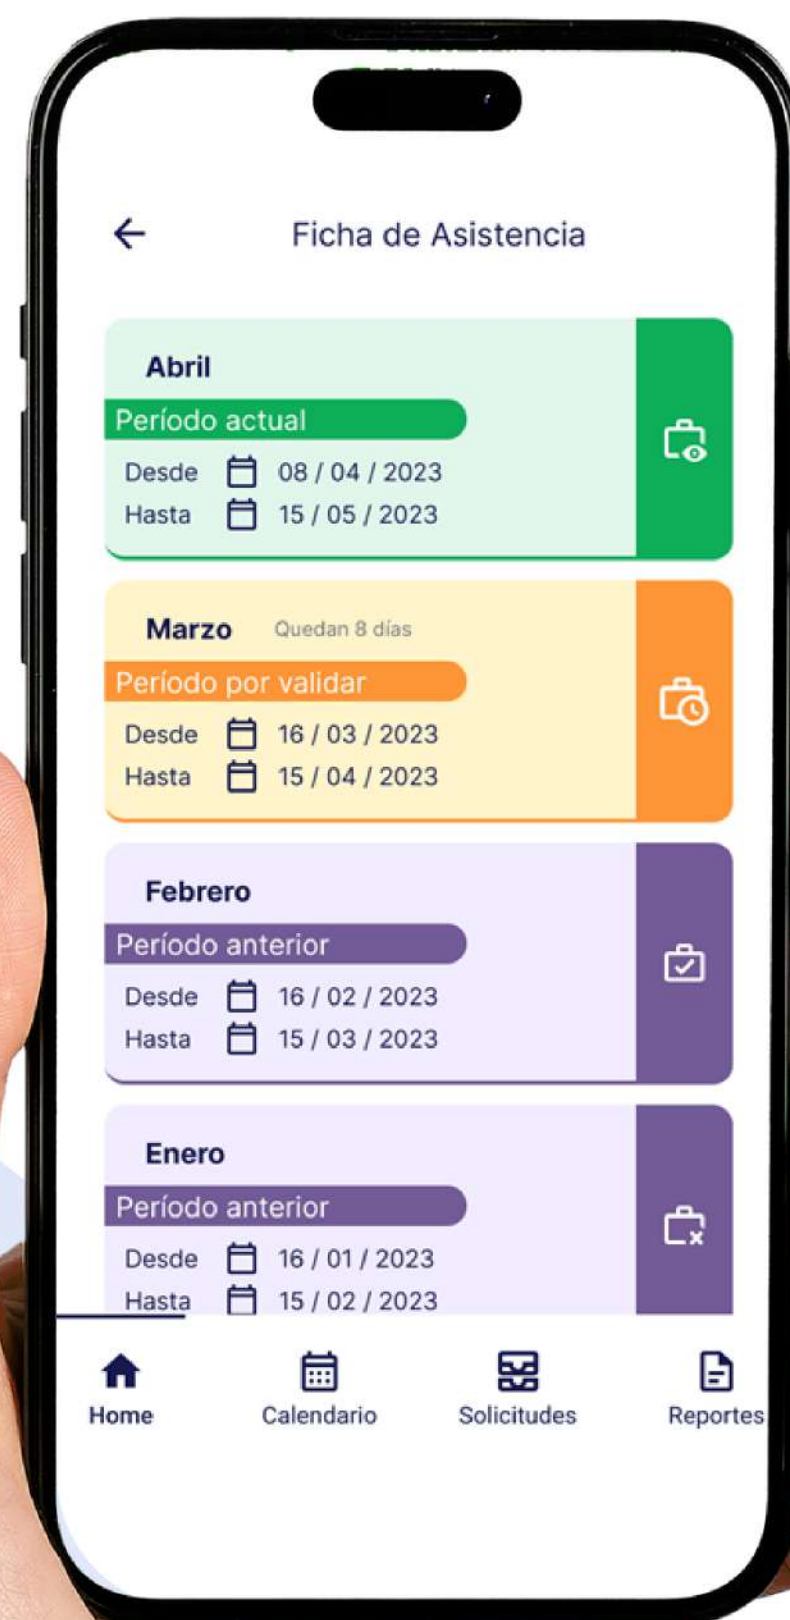 Ficha de Asistencia
Abril
Período actual
Desde 08 / 04 / 2023
Hasta 15 / 05 / 2023
Marzo Quedan 8 días
Período por validar
Desde 16 / 03 / 2023
Hasta 15 / 04 / 2023
Febrero
Período anterior
Desde 16 / 02 / 2023
Hasta 15 / 03 / 2023
Enero
Período anterior
Desde 16 / 01 / 2023
Hasta 15 / 02 / 2023
Home Calendario Solicitudes Reportes